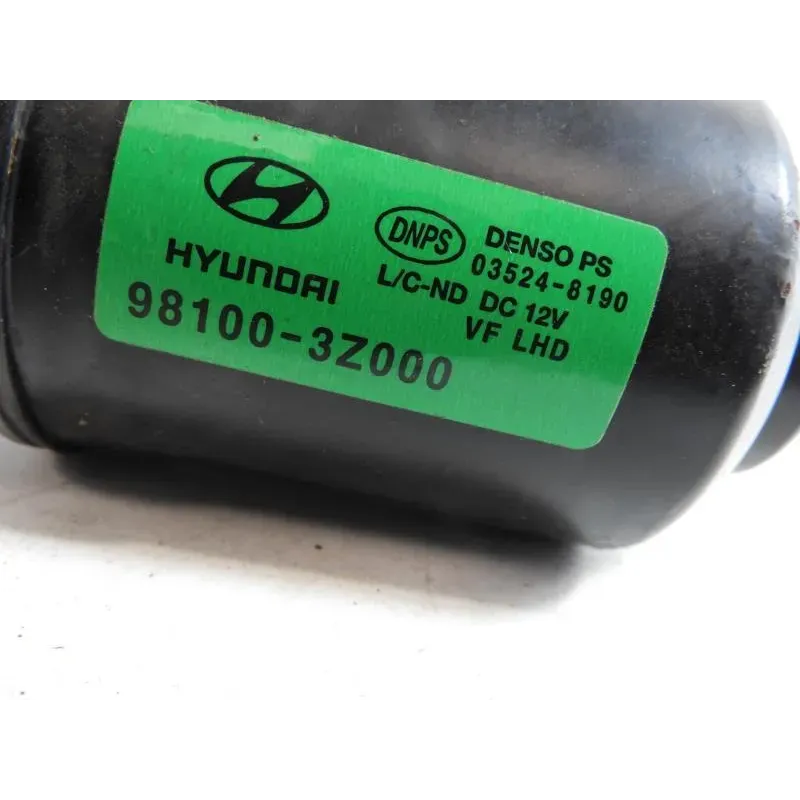 HYUNDAI
98100-3Z000
DNPS DENSO PS
03524-8190
L/C-ND DC 12V
VF LHD